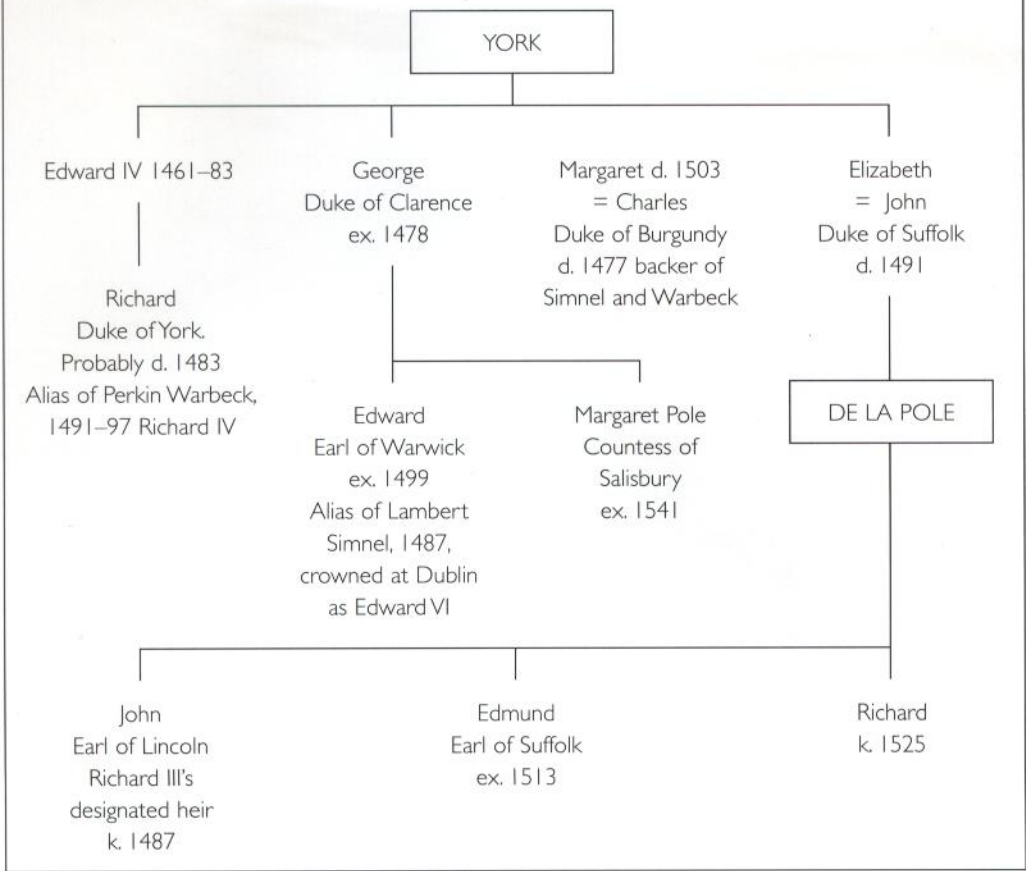 YORK
Edward IV 1461–83
George
Duke of Clarence
ex. 1478
Margaret d. 1503
= Charles
Duke of Burgundy
d. 1477 backer of
Simnel and Warbeck
Elizabeth
= John
Duke of Suffolk
d. 1491
Richard
Duke of York.
Probably d. 1483
Alias of Perkin Warbeck,
1491–97 Richard IV
Edward
Earl of Warwick
ex. 1499
Alias of Lambert
Simnel, 1487,
crowned at Dublin
as Edward VI
Margaret Pole
Countess of
Salisbury
ex. 1541
DE LA POLE
John
Earl of Lincoln
Richard III's
designated heir
k. 1487
Edmund
Earl of Suffolk
ex. 1513
Richard
k. 1525